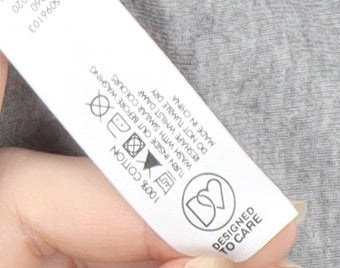 DESIGNED
TO CARE
100% COTTON
40°
TURN INSIDE OUT BEFORE WASHING
WASH WITH SIMILAR COLOURS
RESHAPE WHILST DAMP
DO NOT TUMBLE DRY
MADE IN CHINA